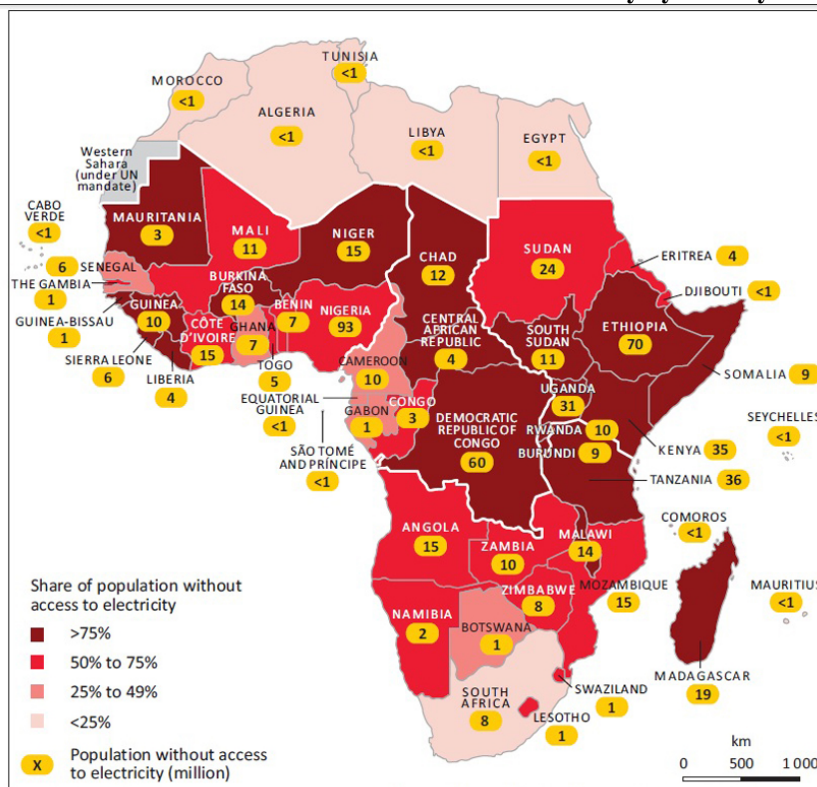 TUNISIA
<1
MOROCCO
<1
ALGERIA
<1
LIBYA
<1
EGYPT
<1
Western
Sahara
(under UN
mandate)
CABO
VERDE
<1
MAURITANIA
3
MALI
11
NIGER
15
CHAD
12
SUDAN
24
ERITREA 4
DJIBOUTI <1
6 SENEGAL
THE GAMBIA
1
GUINEA-BISSAU
1
GUINEA
10
SIERRA LEONE
6
LIBERIA
4
BURKINA
FASO
14
CÔTE
D'IVOIRE
15
GHANA
7
TOGO
5
BENIN
7
NIGERIA
93
CENTRAL
AFRICAN
REPUBLIC
4
SOUTH
SUDAN
11
ETHIOPIA
70
SOMALIA 9
CAMEROON
10
EQUATORIAL
GUINEA
<1
SÃO TOMÉ
AND PRÍNCIPE
<1
GABON
1
CONGO
3
DEMOCRATIC
REPUBLIC OF
CONGO
60
UGANDA
31
RWANDA 10
BURUNDI 9
KENYA 35
TANZANIA 36
SEYCHELLES
<1
COMOROS
<1
ANGOLA
15
ZAMBIA
10
MALAWI
14
MOZAMBIQUE
15
ZIMBABWE
8
NAMIBIA
2
BOTSWANA
1
MAURITIUS
<1
MADAGASCAR
19
SOUTH
AFRICA
8
SWAZILAND
1
LESOTHO
1
Share of population without
access to electricity
>75%
50% to 75%
25% to 49%
<25%
X Population without access
to electricity (million)
km
0 500 1 000